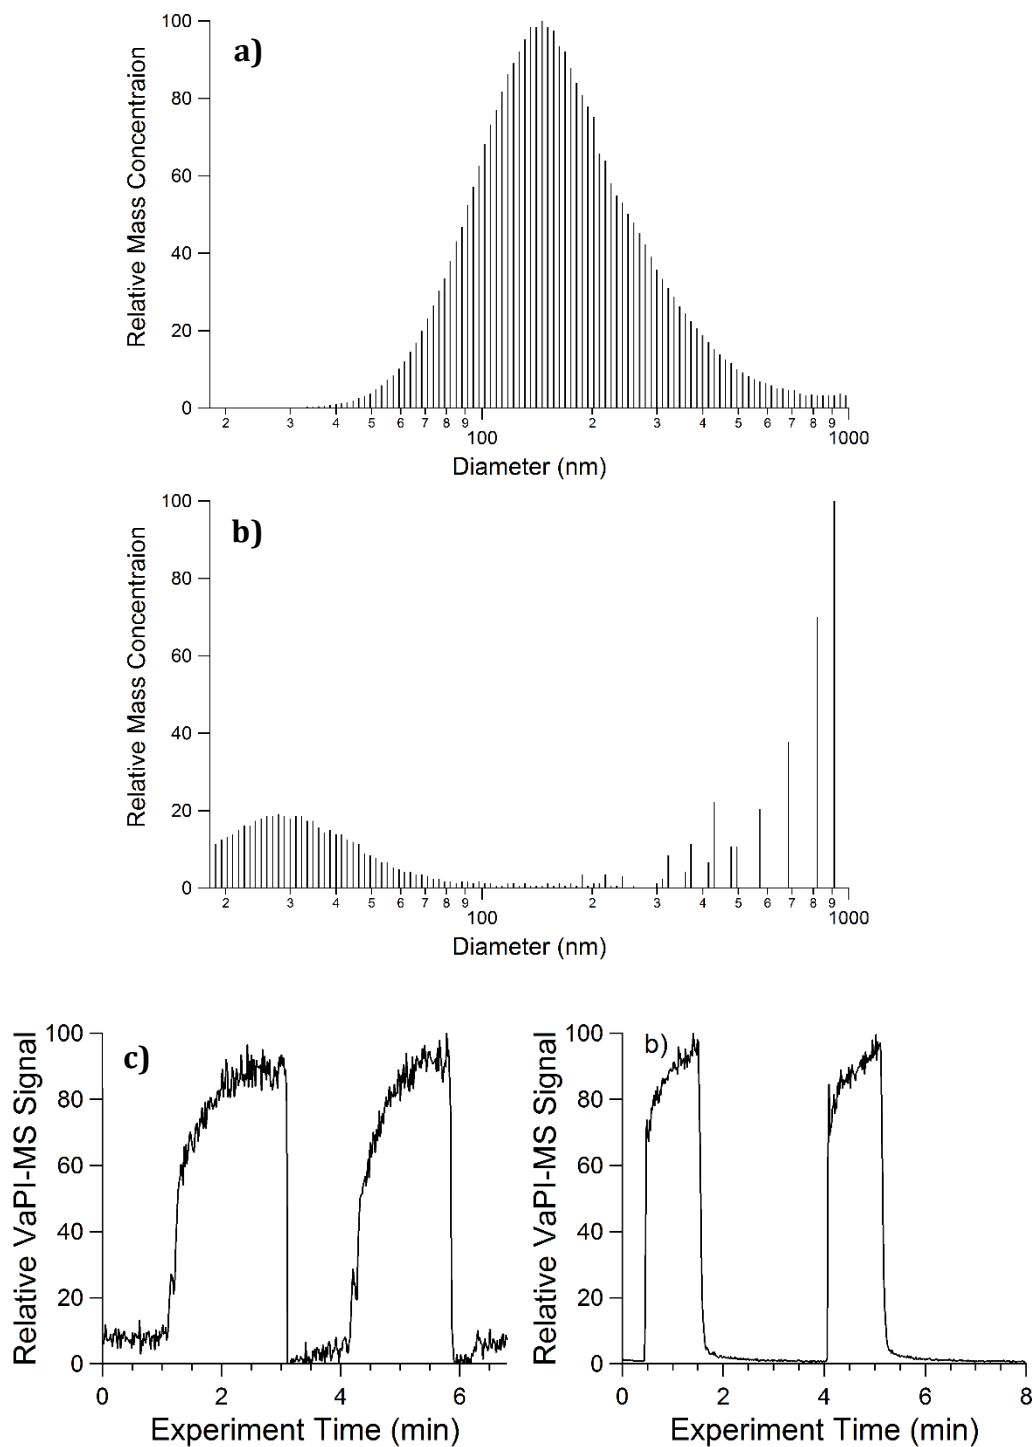 a)
Relative Mass Concentraion
100
80
60
40
20
0
2 3 4 5 6 7 8 9 100 2 3 4 5 6 7 8 9 1000
Diameter (nm)
b)
Relative Mass Concentraion
100
80
60
40
20
0
2 3 4 5 6 7 8 9 100 2 3 4 5 6 7 8 9 1000
Diameter (nm)
c)
Relative VaPI-MS Signal
100
80
60
40
20
0
0 2 4 6
Experiment Time (min)
b)
Relative VaPI-MS Signal
100
80
60
40
20
0
0 2 4 6 8
Experiment Time (min)